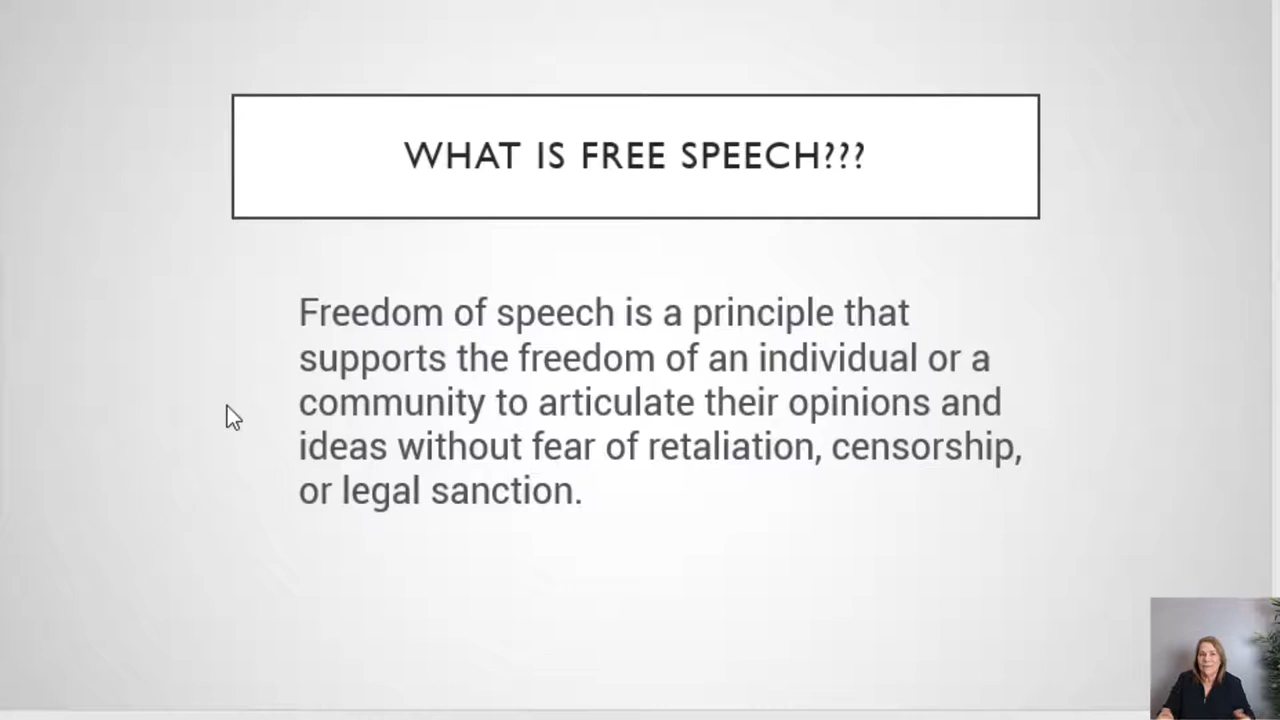 WHAT IS FREE SPEECH???
Freedom of speech is a principle that
supports the freedom of an individual or a
community to articulate their opinions and
ideas without fear of retaliation, censorship,
or legal sanction.